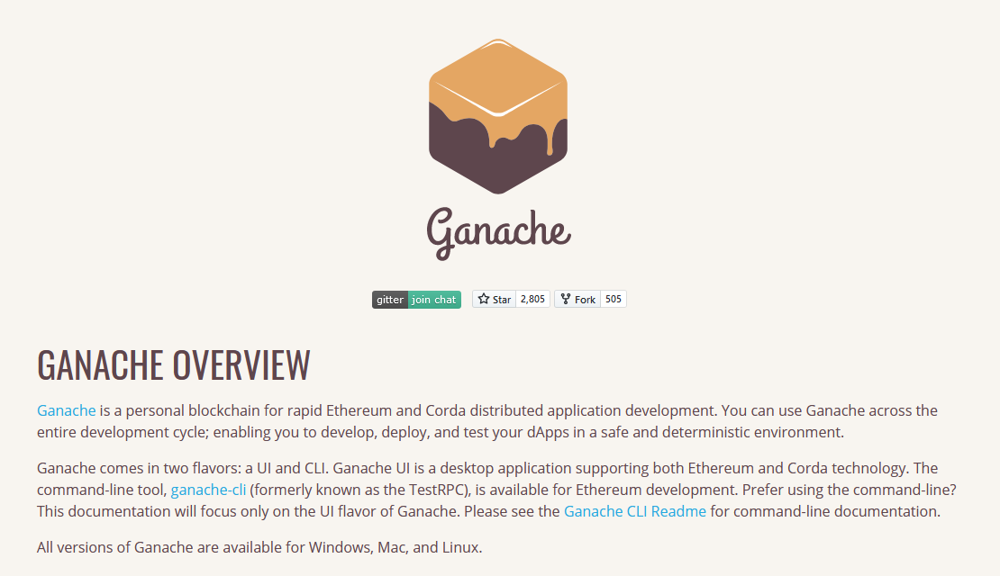 Ganache
gitter join chat Star 2,805 Fork 505
GANACHE OVERVIEW
Ganache is a personal blockchain for rapid Ethereum and Corda distributed application development. You can use Ganache across the
entire development cycle; enabling you to develop, deploy, and test your dApps in a safe and deterministic environment.
Ganache comes in two flavors: a UI and CLI. Ganache UI is a desktop application supporting both Ethereum and Corda technology. The
command-line tool, ganache-cli (formerly known as the TestRPC), is available for Ethereum development. Prefer using the command-line?
This documentation will focus only on the UI flavor of Ganache. Please see the Ganache CLI Readme for command-line documentation.
All versions of Ganache are available for Windows, Mac, and Linux.